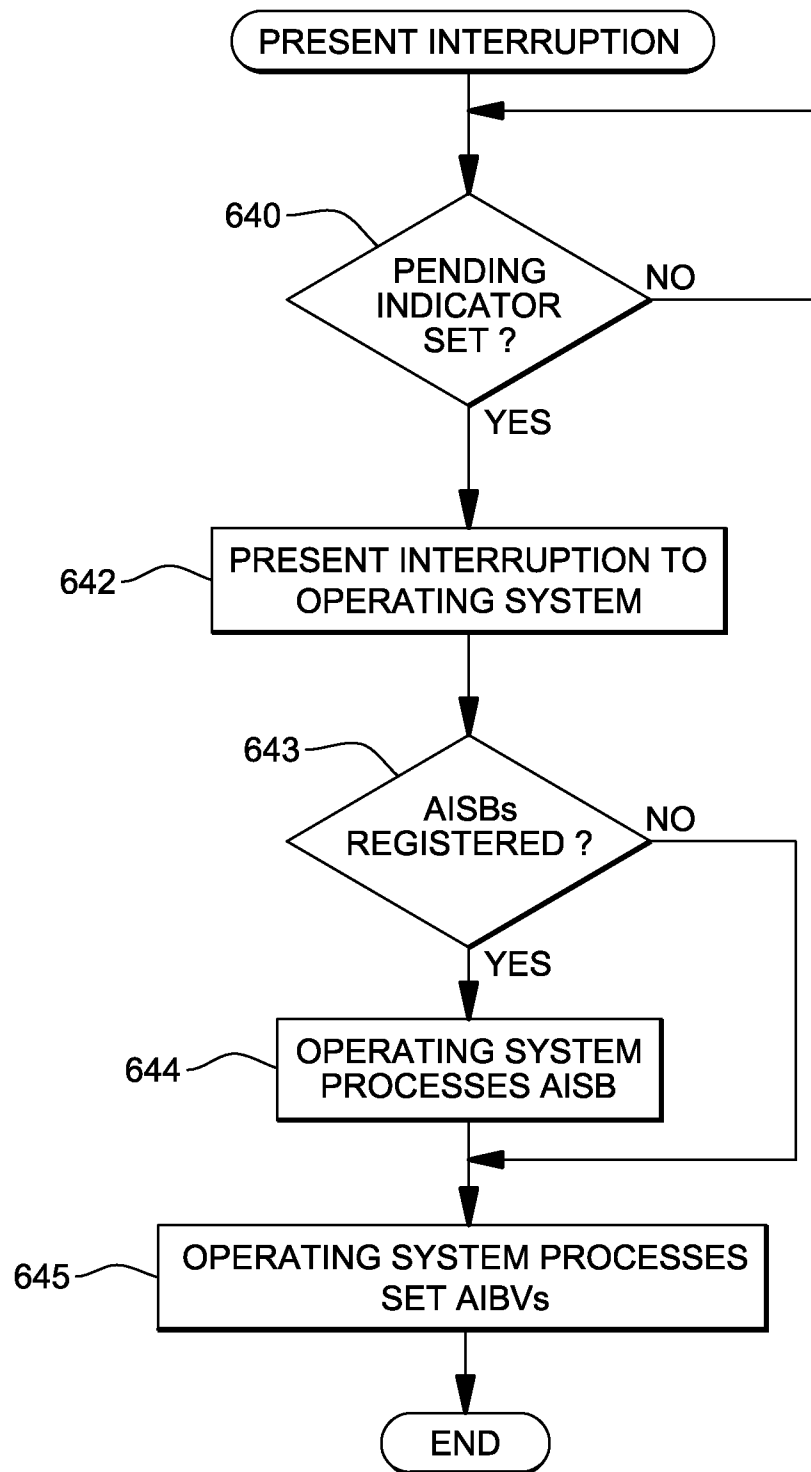 PRESENT INTERRUPTION
640
PENDING
INDICATOR
SET ?
NO
YES
642
PRESENT INTERRUPTION TO
OPERATING SYSTEM
643
AISBs
REGISTERED ?
NO
YES
644
OPERATING SYSTEM
PROCESSES AISB
645
OPERATING SYSTEM PROCESSES
SET AIBVs
END